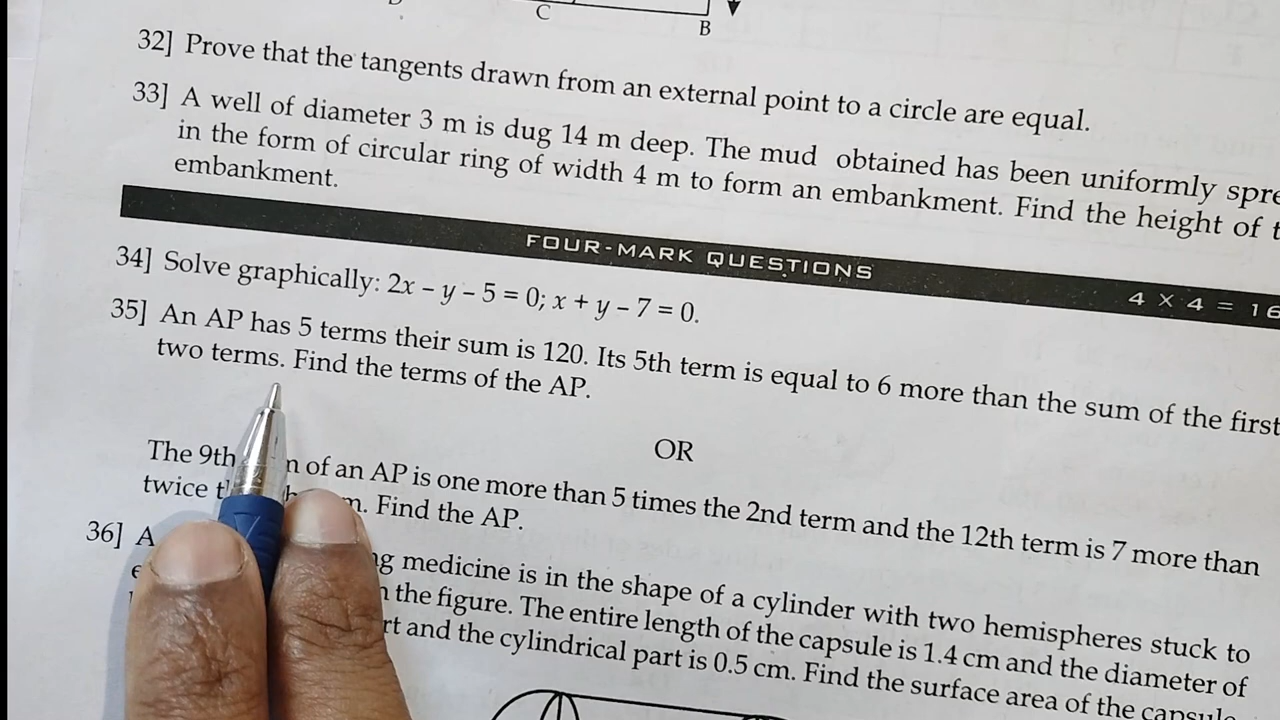 C
B
32] Prove that the tangents drawn from an external point to a circle are equal.
33] A well of diameter 3 m is dug 14 m deep. The mud obtained has been uniformly spre
in the form of circular ring of width 4 m to form an embankment. Find the height of t
embankment.
FOUR-MARK QUESTIONS 4 X 4 = 16
34] Solve graphically: 2x – y – 5 = 0; x + y – 7 = 0.
35] An AP has 5 terms their sum is 120. Its 5th term is equal to 6 more than the sum of the first
two terms. Find the terms of the AP.
OR
The 9th of an AP is one more than 5 times the 2nd term and the 12th term is 7 more than
twice Find the AP.
36] A medicine is in the shape of a cylinder with two hemispheres stuck to
the figure. The entire length of the capsule is 1.4 cm and the diameter of
and the cylindrical part is 0.5 cm. Find the surface area of the capsule